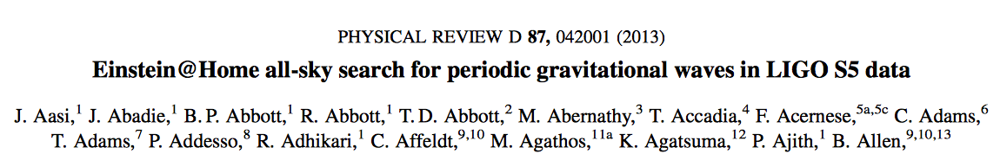 PHYSICAL REVIEW D 87, 042001 (2013)
Einstein@Home all-sky search for periodic gravitational waves in LIGO S5 data
J. Aasi,1 J. Abadie,1 B. P. Abbott,1 R. Abbott,1 T. D. Abbott,2 M. Abernathy,3 T. Accadia,4 F. Acernese,5a,5c C. Adams,6
T. Adams,7 P. Addesso,8 R. Adhikari,1 C. Affeldt,9,10 M. Agathos,11a K. Agatsuma,12 P. Ajith,1 B. Allen,9,10,13